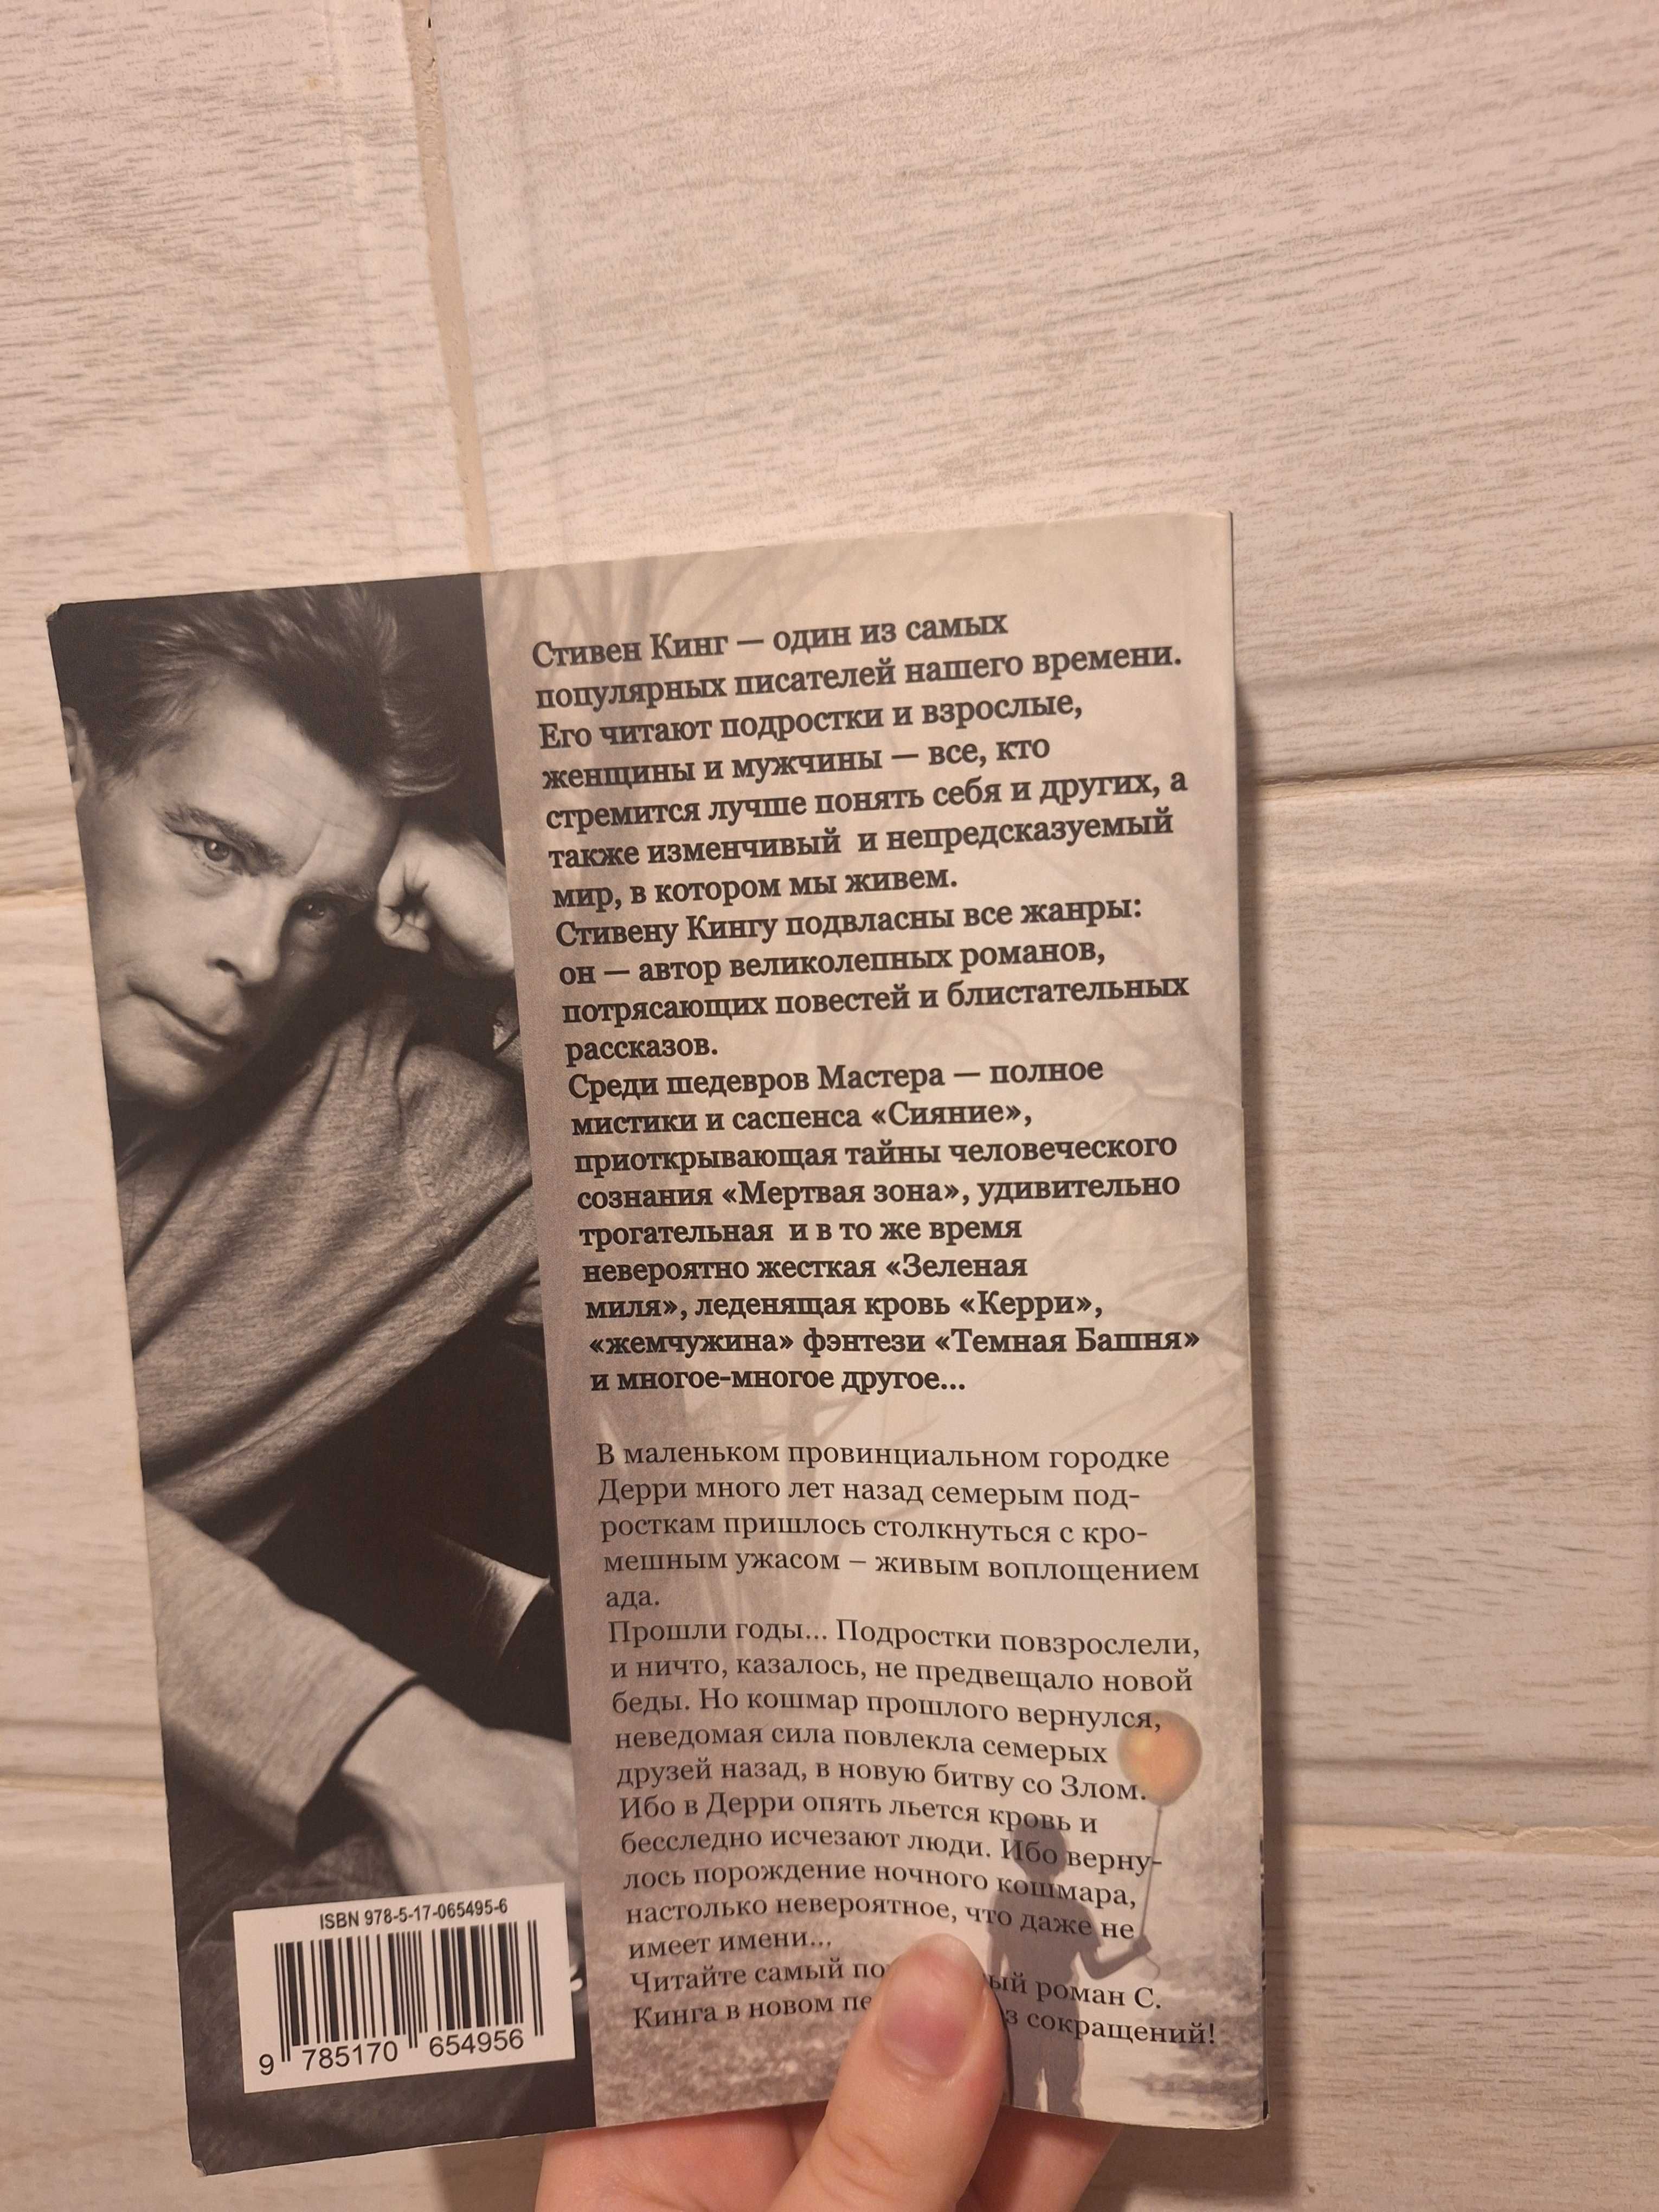 Стивен Кинг — один из самых
популярных писателей нашего времени.
Его читают подростки и взрослые,
женщины и мужчины — все, кто
стремится лучше понять себя и других, а
также изменчивый и непредсказуемый
мир, в котором мы живем.
Стивену Кингу подвласны все жанры:
он — автор великолепных романов,
потрясающих повестей и блистательных
рассказов.
Среди шедевров Мастера — полное
мистики и саспенса «Сияние»,
приоткрывающая тайны человеческого
сознания «Мертвая зона», удивительно
трогательная и в то же время
невероятно жесткая «Зеленая
миля», леденящая кровь «Керри»,
«жемчужина» фэнтези «Темная Башня»
и многое-многое другое...
В маленьком провинциальном городке
Дерри много лет назад семерым под-
росткам пришлось столкнуться с кро-
мешным ужасом – живым воплощением
ада.
Прошли годы... Подростки повзрослели,
и ничто, казалось, не предвещало новой
беды. Но кошмар прошлого вернулся,
неведомая сила повлекла семерых
друзей назад, в новую битву со Злом.
Ибо в Дерри опять льется кровь и
бесследно исчезают люди. Ибо верну-
лось порождение ночного кошмара,
настолько невероятное, что даже не
имеет имени...
Читайте самый роман С.
Кинга в новом сокращений!
ISBN 978-5-17-065495-6
9 785170 654956